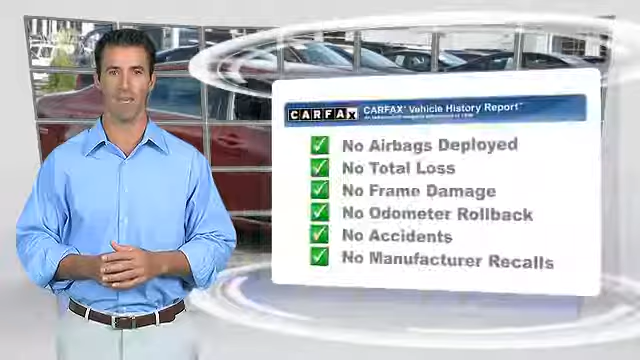 CARFAX CARFAX™ Vehicle History Report™
No Airbags Deployed
No Total Loss
No Frame Damage
No Odometer Rollback
No Accidents
No Manufacturer Recalls